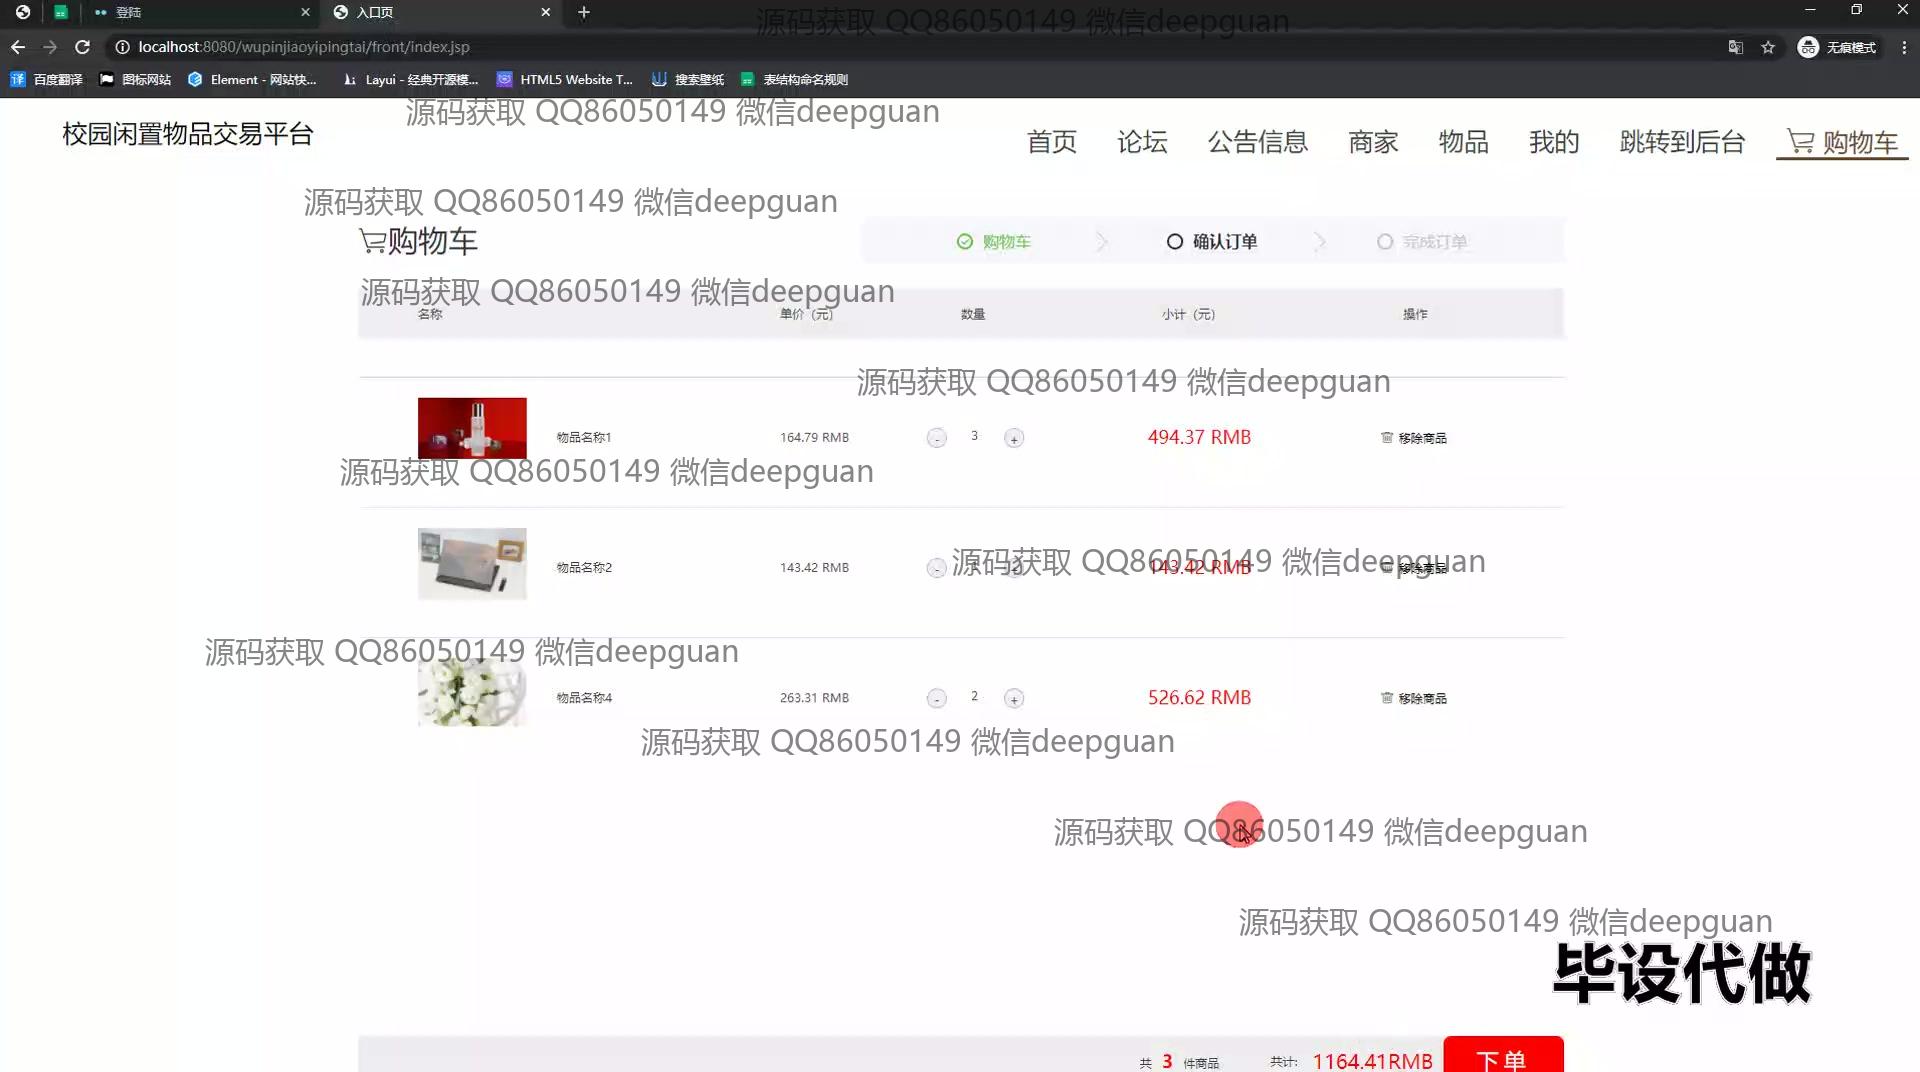 登陆
入口页
源码获取 QQ86050149 微信deepguan
localhost:8080/wupinjiaoyipingtai/front/index.jsp
无痕模式
百度翻译 图标网站 Element - 网站快... Layui - 经典开源模... HTML5 Website T... 搜索壁纸 表结构命名规则
源码获取 QQ86050149 微信deepguan
校园闲置物品交易平台
首页 论坛 公告信息 商家 物品 我的 跳转到后台 购物车
源码获取 QQ86050149 微信deepguan
购物车
购物车 确认订单 完成订单
源码获取 QQ86050149 微信deepguan
名称 单价（元） 数量 小计（元） 操作
源码获取 QQ86050149 微信deepguan
物品名称1 164.79 RMB - 3 + 494.37 RMB 移除商品
源码获取 QQ86050149 微信deepguan
源码获取 QQ86050149 微信deepguan
物品名称2 143.42 RMB - + 143.42 RMB 移除商品
源码获取 QQ86050149 微信deepguan
物品名称4 263.31 RMB - 2 + 526.62 RMB 移除商品
源码获取 QQ86050149 微信deepguan
源码获取 QQ86050149 微信deepguan
源码获取 QQ86050149 微信deepguan
毕设代做
共 3 件商品 共计: 1164.41RMB 下单